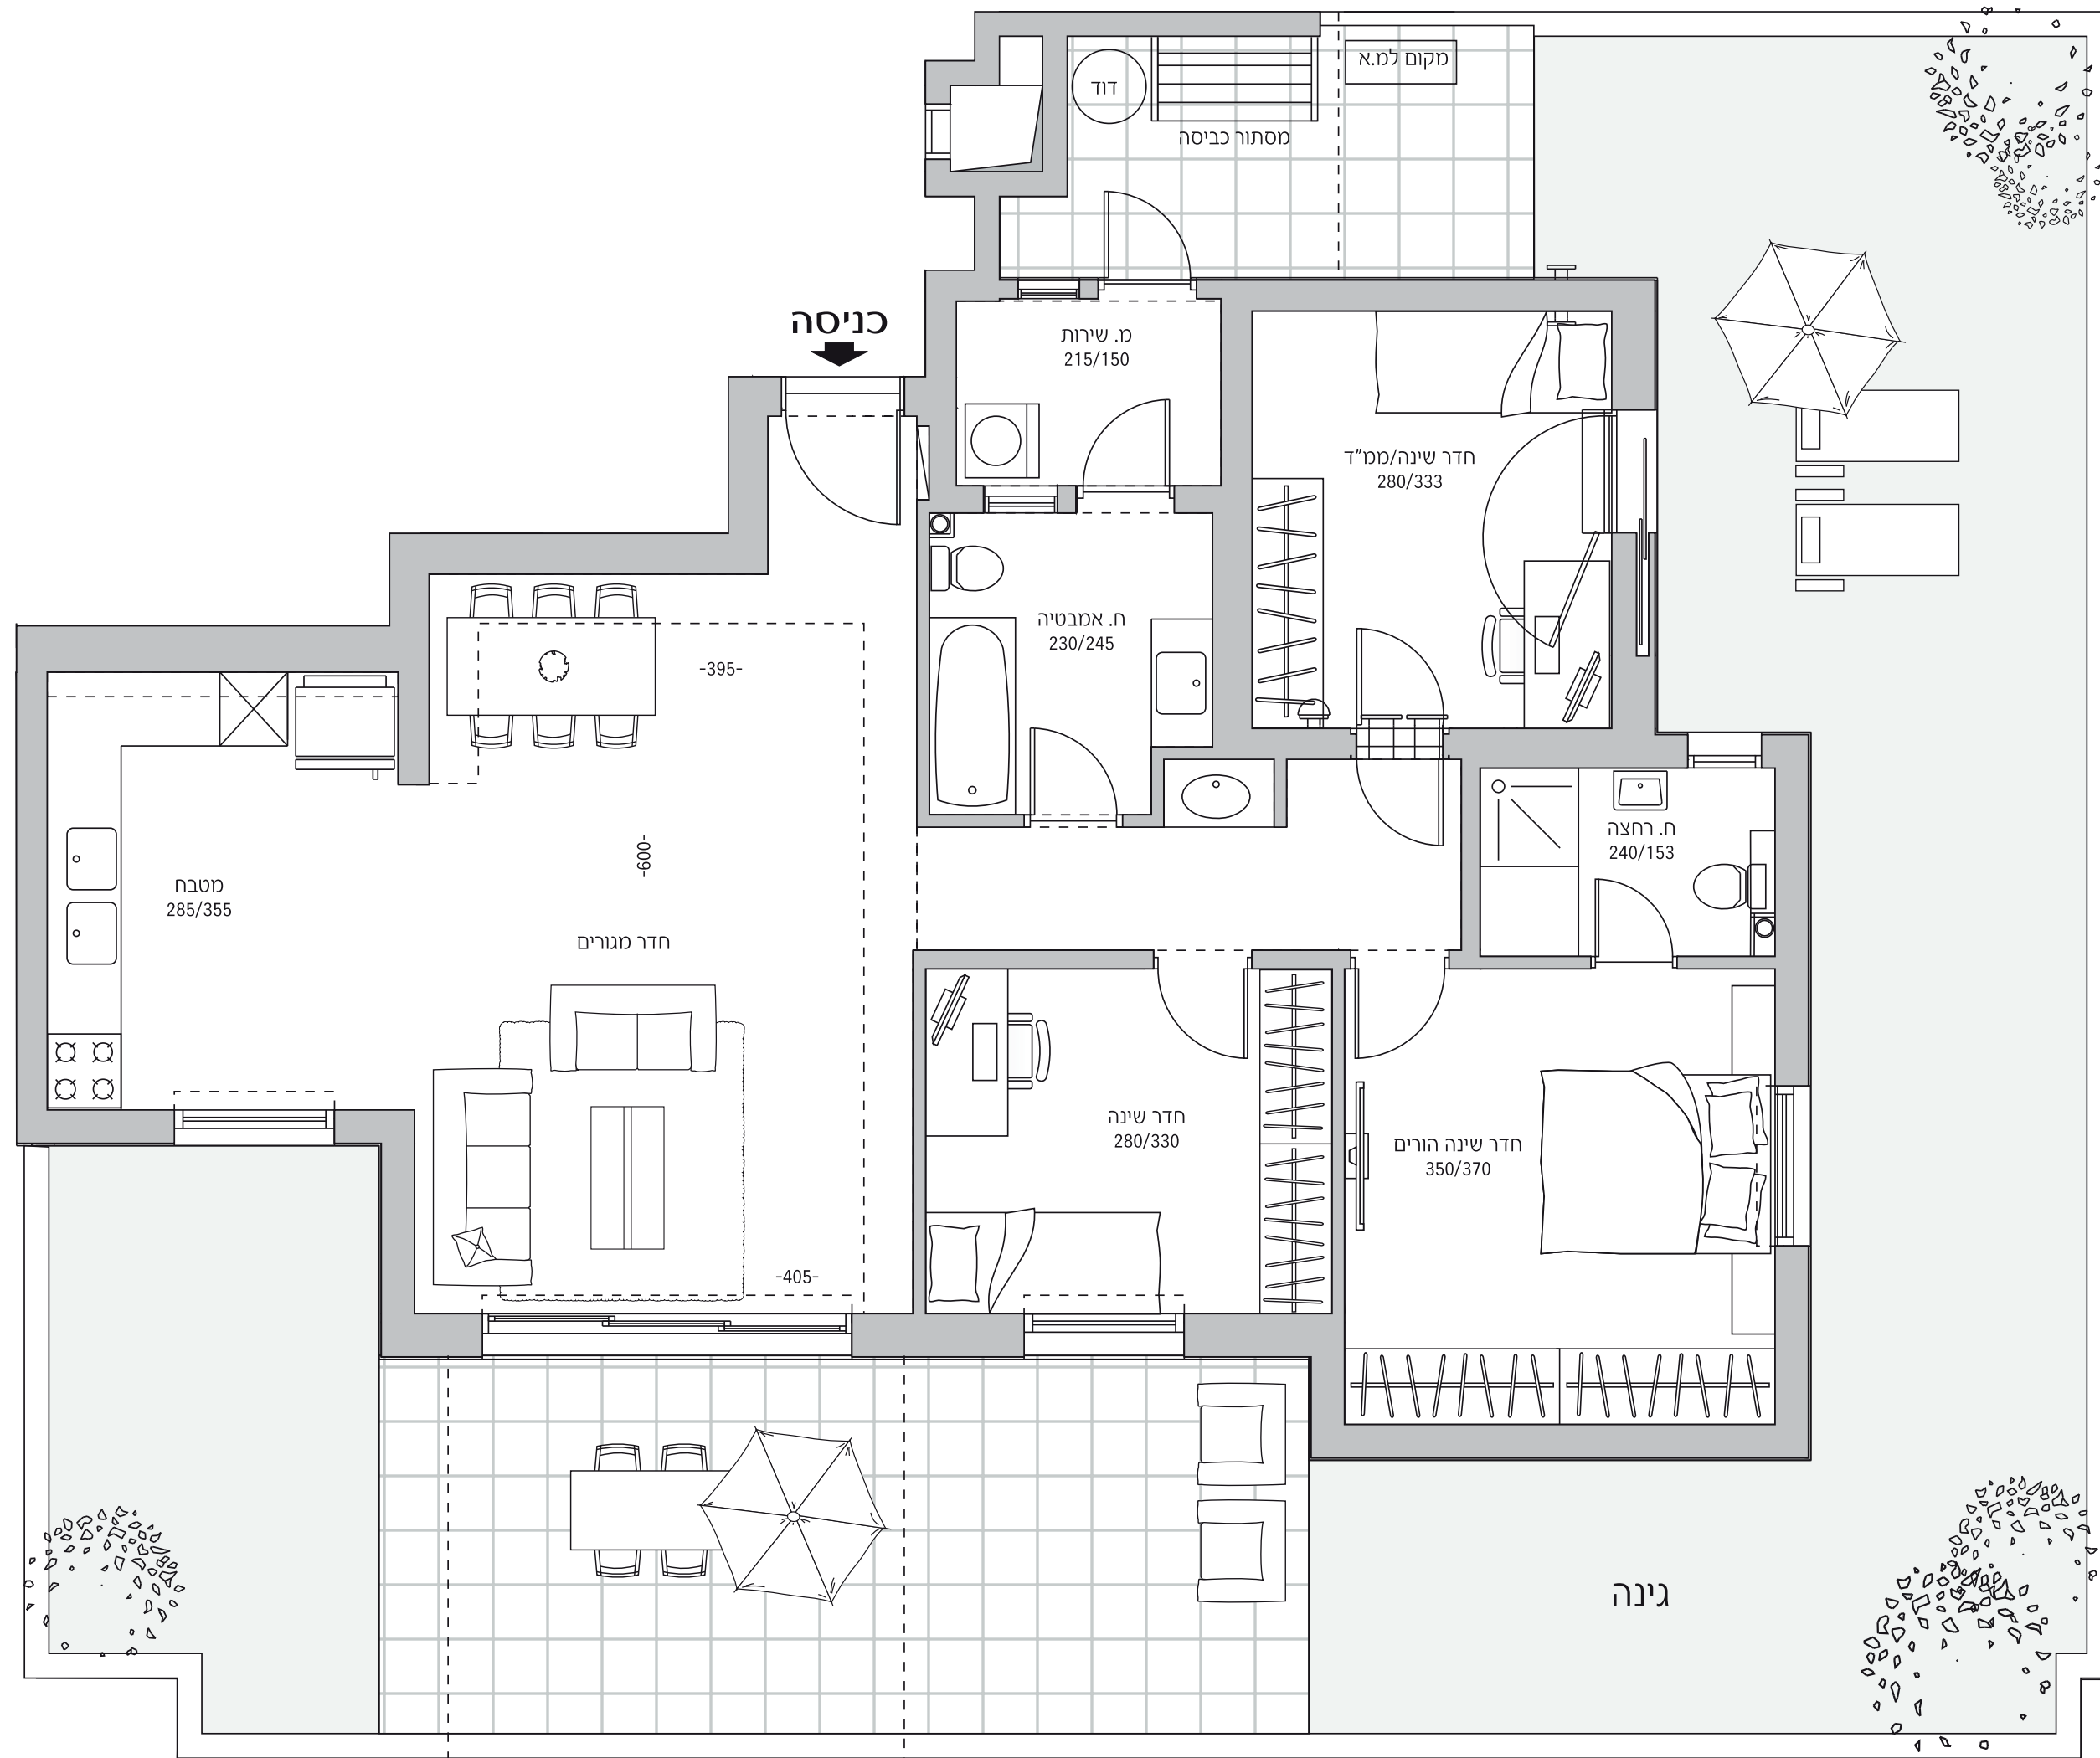 מקום למ.א
דוד
מסתור כביסה
כניסה
מ. שירות
215/150
חדר שינה/ממ"ד
280/333
ח. אמבטיה
230/245
-395-
ח. רחצה
240/153
-600-
מטבח
285/355
חדר מגורים
חדר שינה
280/330
חדר שינה הורים
350/370
-405-
גינה